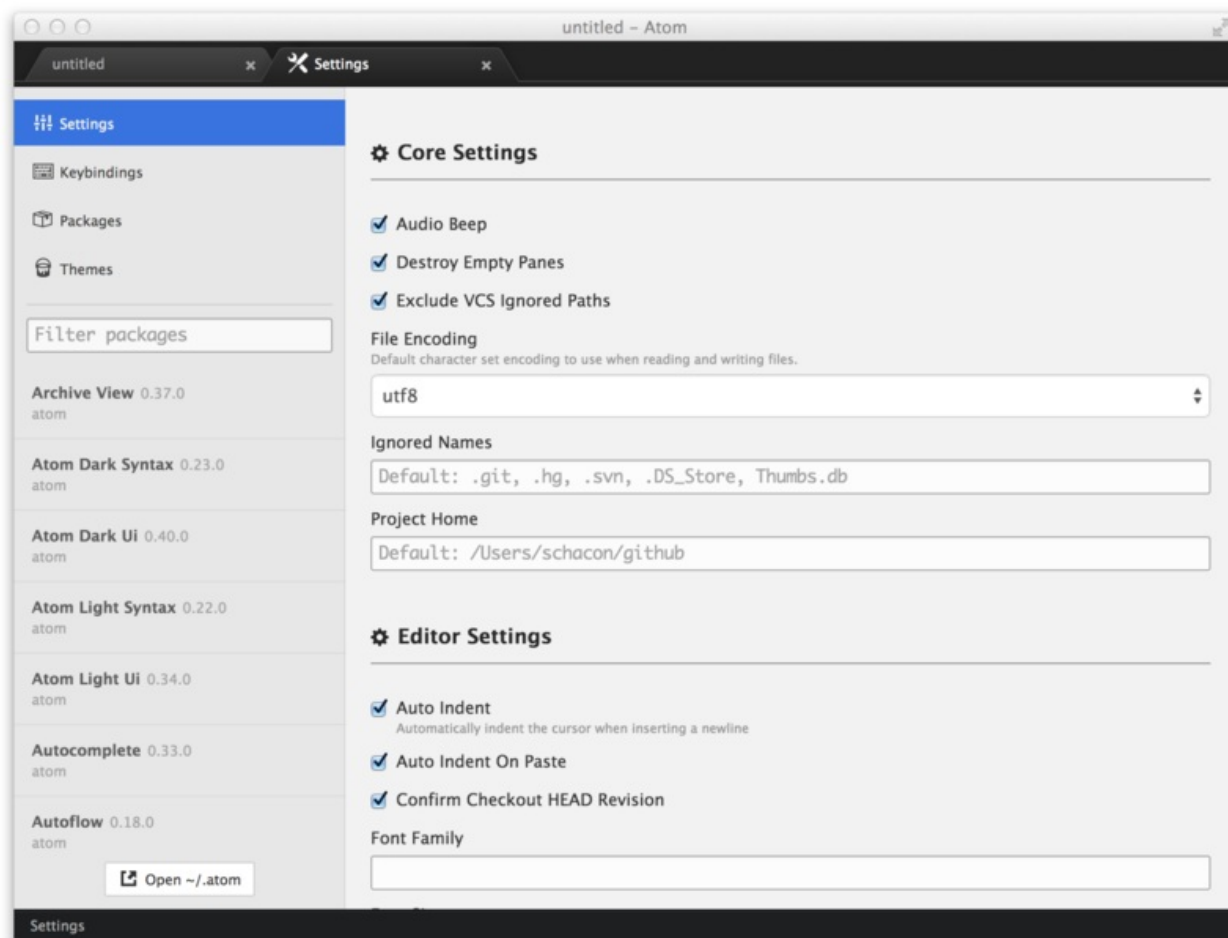 untitled – Atom
untitled
Settings
Settings
Keybindings
Packages
Themes
Filter packages
Archive View 0.37.0
atom
Atom Dark Syntax 0.23.0
atom
Atom Dark Ui 0.40.0
atom
Atom Light Syntax 0.22.0
atom
Atom Light Ui 0.34.0
atom
Autocomplete 0.33.0
atom
Autoflow 0.18.0
atom
Open ~/.atom
Core Settings
Audio Beep
Destroy Empty Panes
Exclude VCS Ignored Paths
File Encoding
Default character set encoding to use when reading and writing files.
utf8
Ignored Names
Default: .git, .hg, .svn, .DS_Store, Thumbs.db
Project Home
Default: /Users/schacon/github
Editor Settings
Auto Indent
Automatically indent the cursor when inserting a newline
Auto Indent On Paste
Confirm Checkout HEAD Revision
Font Family
Settings